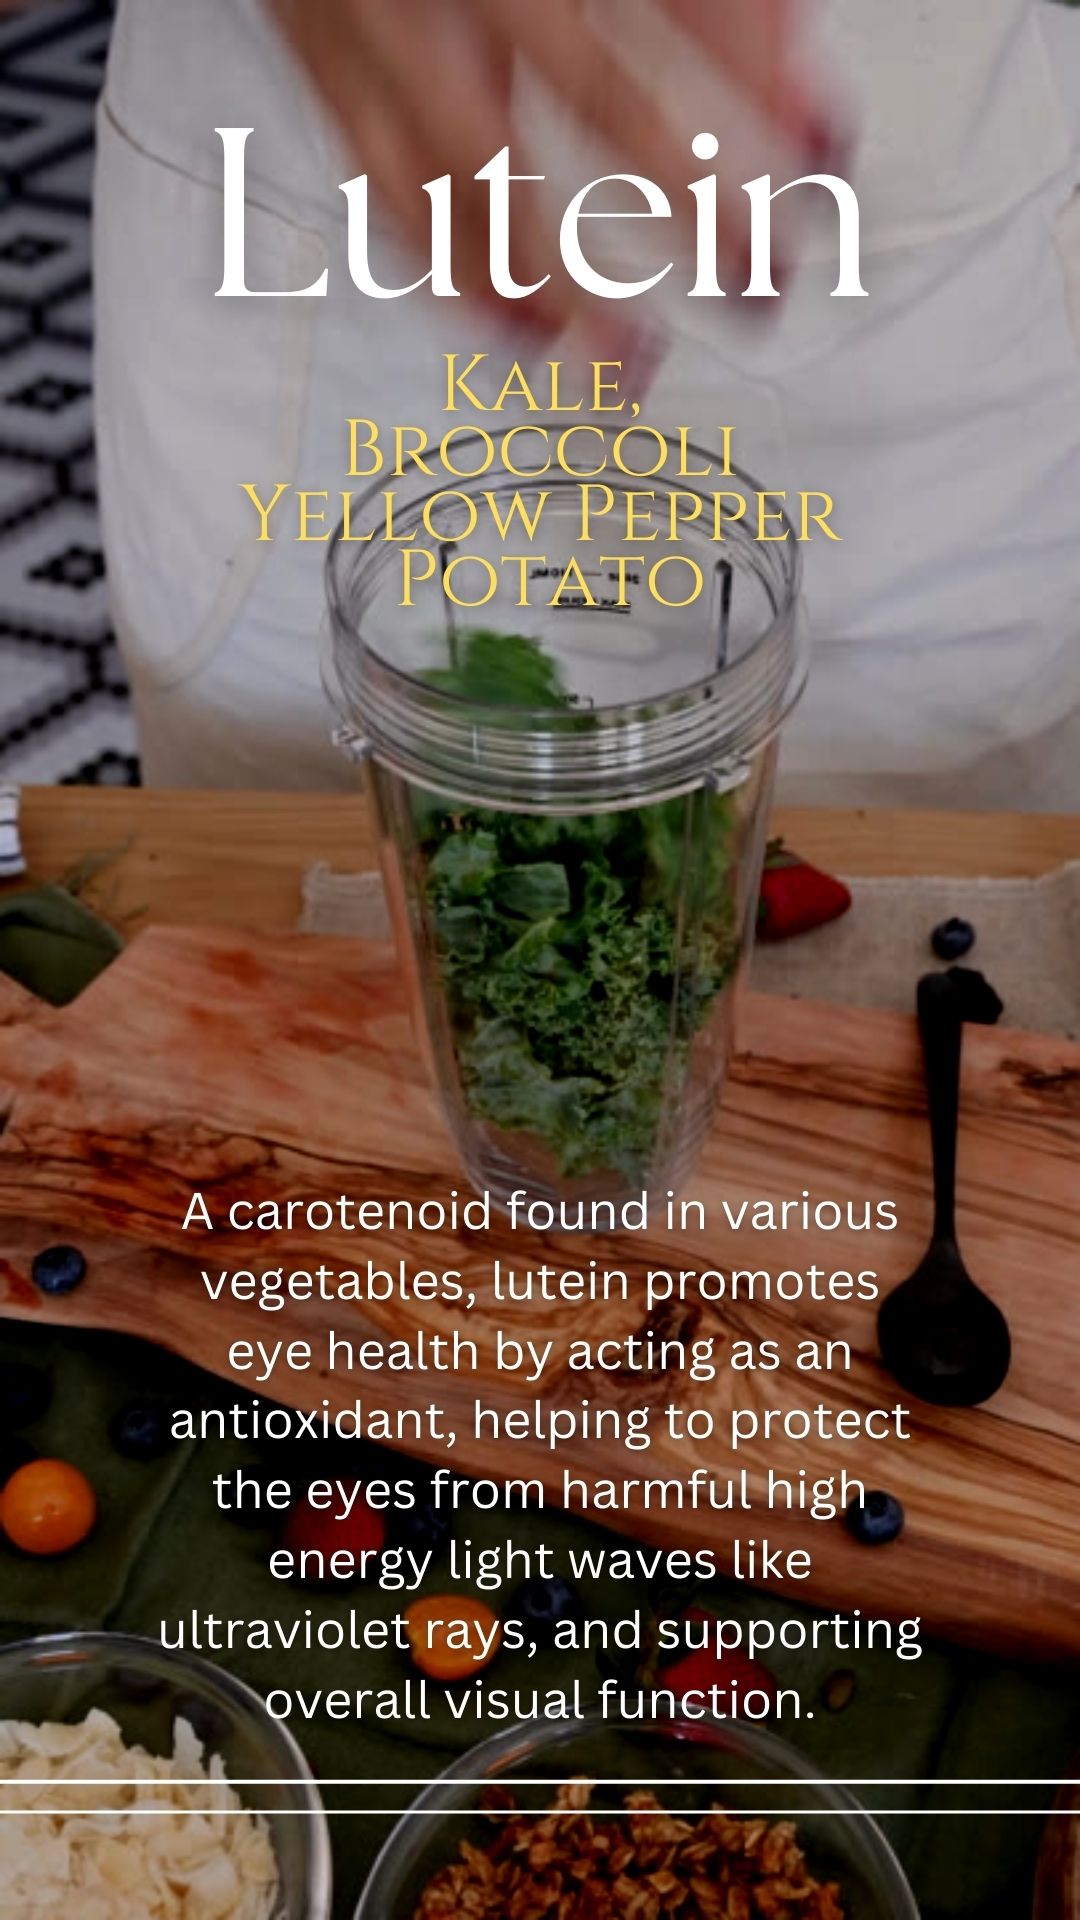 Lutein
Kale,
Broccoli
Yellow Pepper
Potato
A carotenoid found in various
vegetables, lutein promotes
eye health by acting as an
antioxidant, helping to protect
the eyes from harmful high
energy light waves like
ultraviolet rays, and supporting
overall visual function.